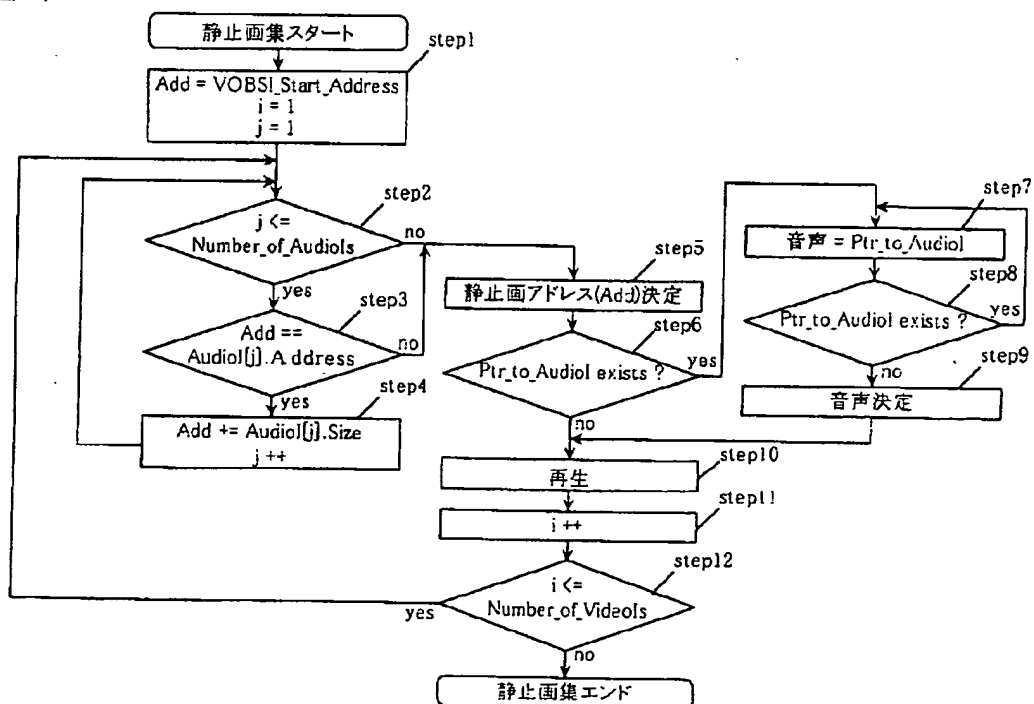 静止画集スタート
step1
Add = VOBSI_Start_Address
i = 1
j = 1
step2
j <=
Number_of_AudioIs
no
yes
step3
Add ==
AudioI[j].Address
no
yes
step4
Add += AudioI[j].Size
j ++
step5
静止画アドレス(Add)決定
step6
Ptr_to_AudioI exists ?
yes
no
step7
音声 = Ptr_to_AudioI
step8
Ptr_to_AudioI exists ?
yes
no
step9
音声決定
step10
再生
step11
i ++
step12
i <=
Number_of_VideoIs
yes
no
静止画集エンド